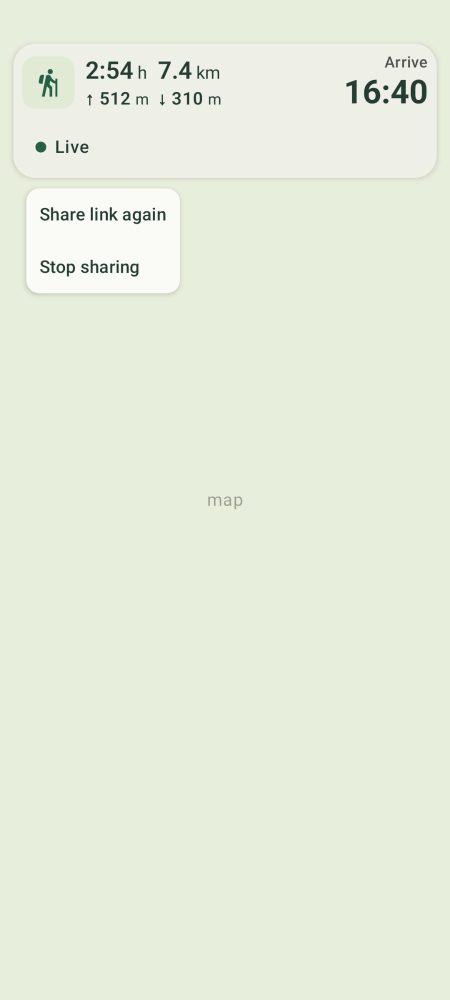 2:54 h 7.4 km
↑ 512 m ↓ 310 m
Arrive
16:40
Live
Share link again
Stop sharing
map